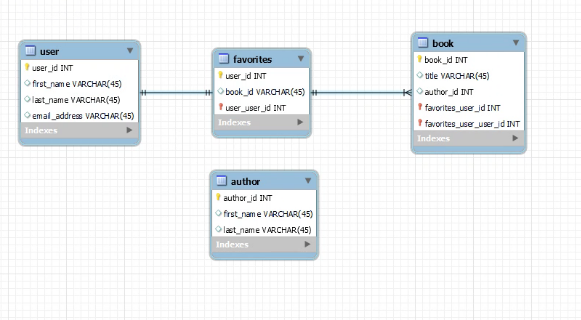 user
user_id INT
first_name VARCHAR(45)
last_name VARCHAR(45)
email_address VARCHAR(45)
Indexes
favorites
user_id INT
book_id VARCHAR(45)
user_user_id INT
Indexes
book
book_id INT
title VARCHAR(45)
author_id INT
favorites_user_id INT
favorites_user_user_id INT
Indexes
author
author_id INT
first_name VARCHAR(45)
last_name VARCHAR(45)
Indexes